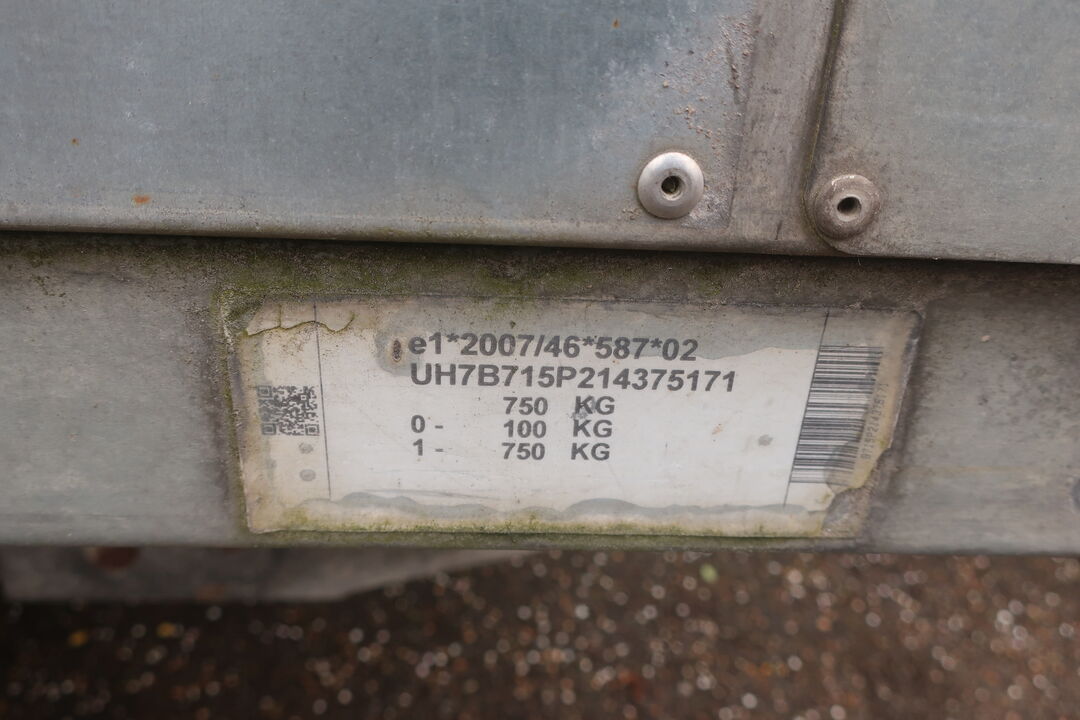 e1*2007/46*587*02
UH7B715P214375171
750 KG
0 - 100 KG
1 - 750 KG